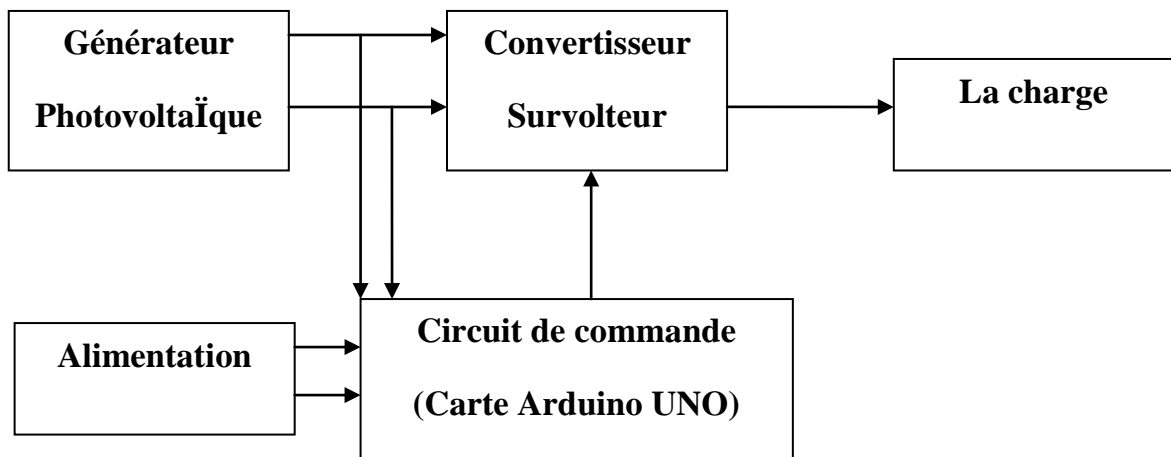 Générateur
PhotovoltaÏque
Convertisseur
Survolteur
La charge
Alimentation
Circuit de commande
(Carte Arduino UNO)